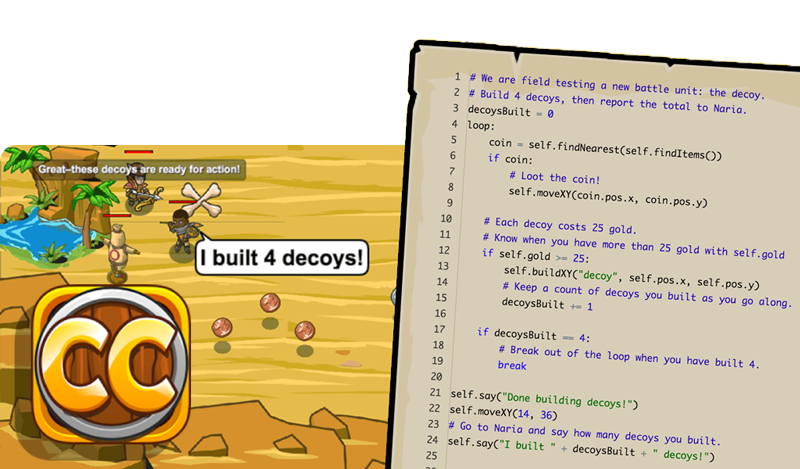 Great–these decoys are ready for action!
I built 4 decoys!
CC
1 # We are field testing a new battle unit: the decoy.
2 # Build 4 decoys, then report the total to Naria.
3 decoysBuilt = 0
4 loop:
5 coin = self.findNearest(self.findItems())
6 if coin:
7 # Loot the coin!
8 self.moveXY(coin.pos.x, coin.pos.y)
9
10 # Each decoy costs 25 gold.
11 # Know when you have more than 25 gold with self.gold
12 if self.gold >= 25:
13 self.buildXY("decoy", self.pos.x, self.pos.y)
14 # Keep a count of decoys you built as you go along.
15 decoysBuilt += 1
16
17 if decoysBuilt == 4:
18 # Break out of the loop when you have built 4.
19 break
20
21 self.say("Done building decoys!")
22 self.moveXY(14, 36)
23 # Go to Naria and say how many decoys you built.
24 self.say("I built " + decoysBuilt + " decoys!")
25